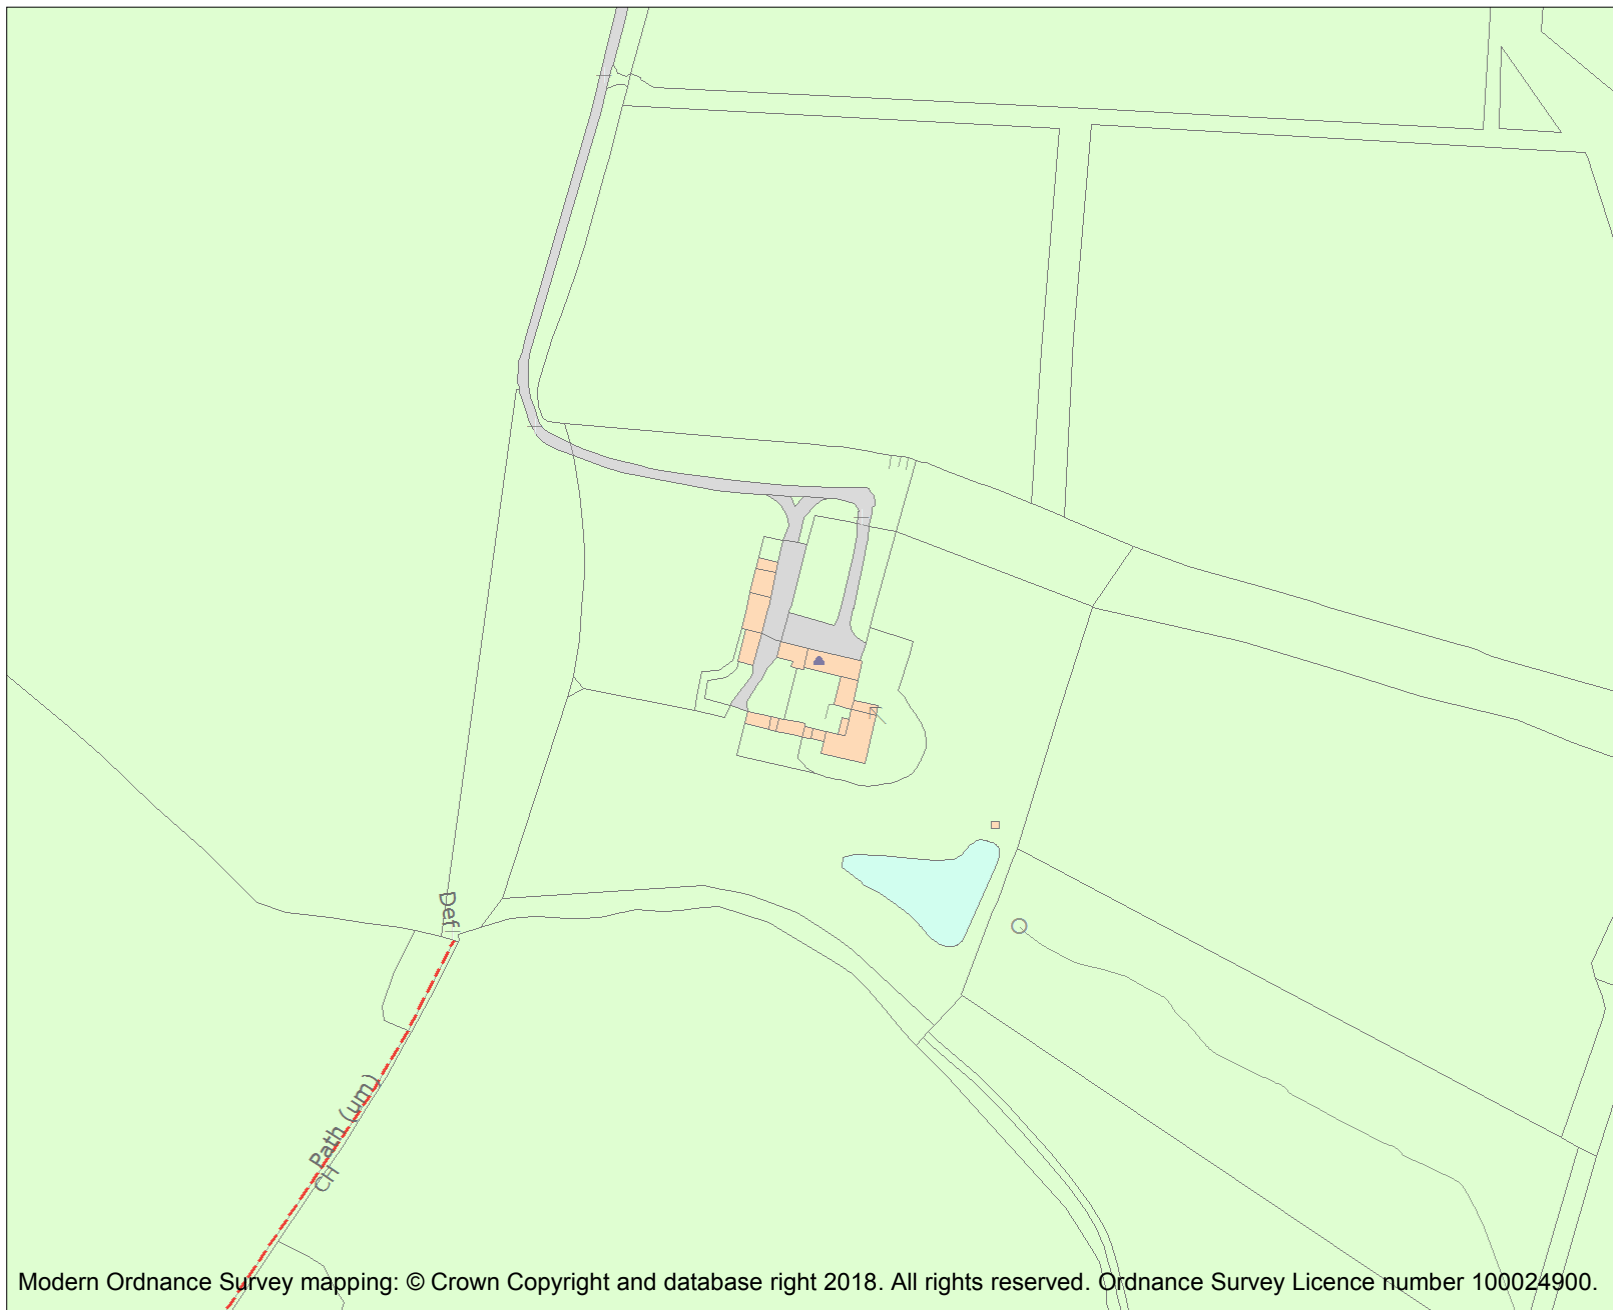 Def
Path (um)
CH
Modern Ordnance Survey mapping: © Crown Copyright and database right 2018. All rights reserved. Ordnance Survey Licence number 100024900.